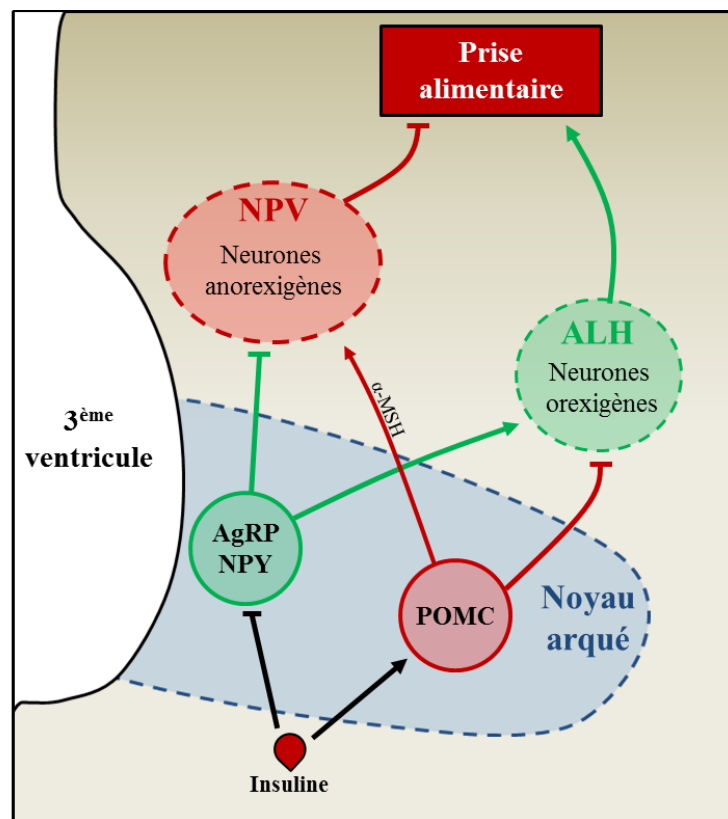 Prise
alimentaire
NPV
Neurones
anorexigènes
ALH
Neurones
orexigènes
α-MSH
3ème
ventricule
AgRP
NPY
POMC
Noyau
arqué
Insuline